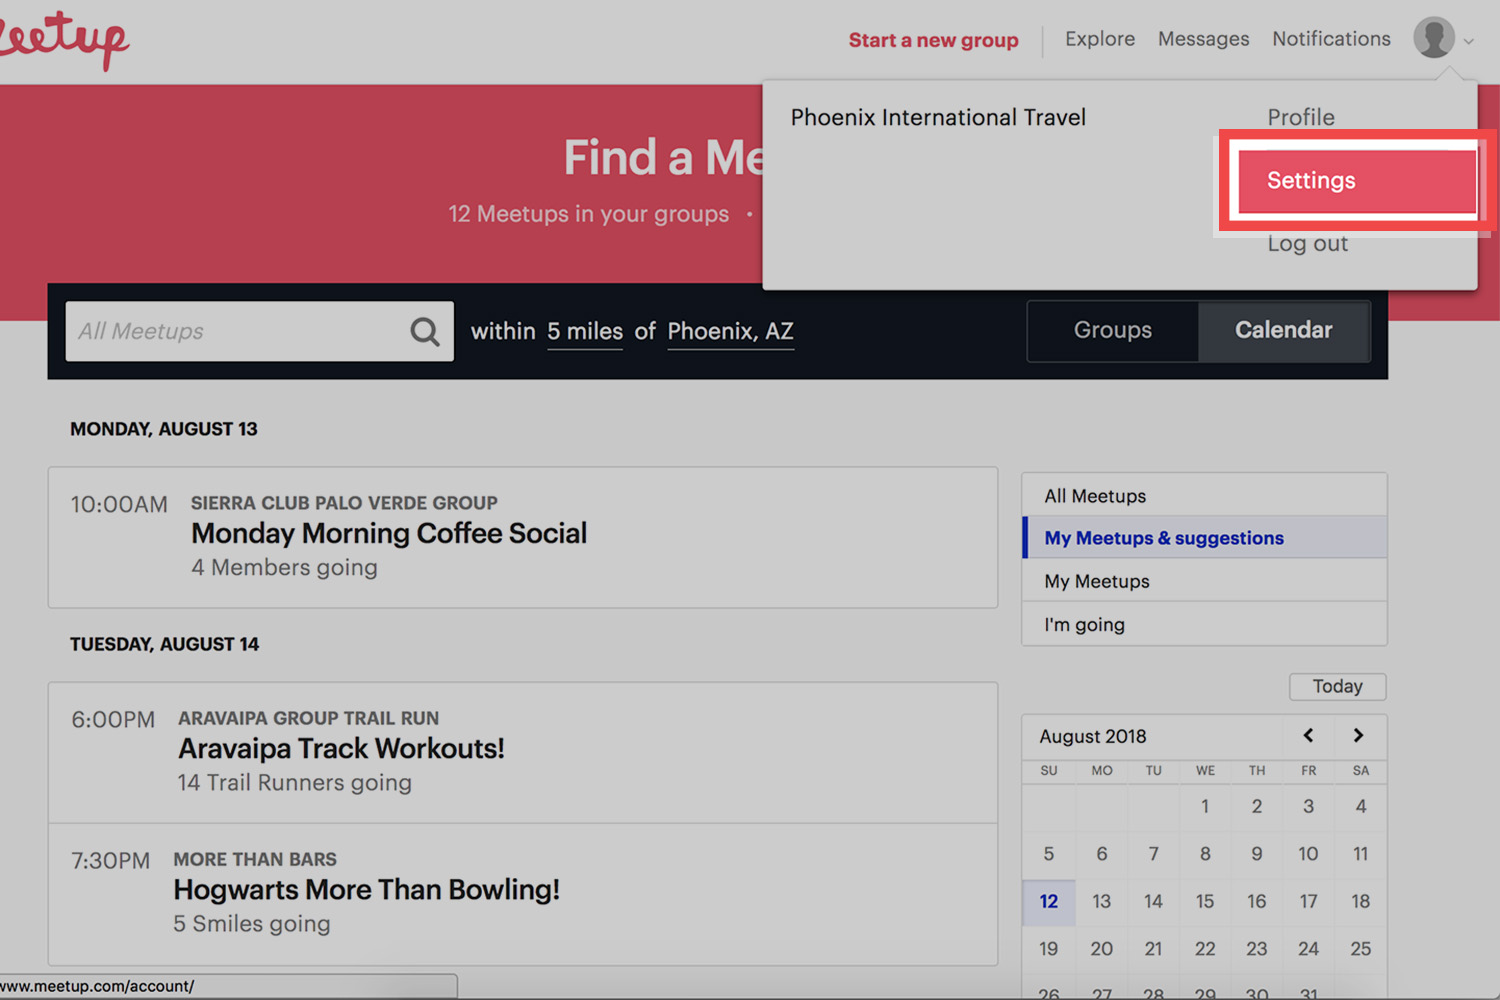 Meetup
Start a new group
Explore
Messages
Notifications
Phoenix International Travel
Profile
Settings
Log out
Find a Me
12 Meetups in your groups •
All Meetups
within 5 miles of Phoenix, AZ
Groups
Calendar
MONDAY, AUGUST 13
10:00AM
SIERRA CLUB PALO VERDE GROUP
Monday Morning Coffee Social
4 Members going
TUESDAY, AUGUST 14
6:00PM
ARAVAIPA GROUP TRAIL RUN
Aravaipa Track Workouts!
14 Trail Runners going
7:30PM
MORE THAN BARS
Hogwarts More Than Bowling!
5 Smiles going
All Meetups
My Meetups & suggestions
My Meetups
I'm going
Today
August 2018
SU MO TU WE TH FR SA
1 2 3 4
5 6 7 8 9 10 11
12 13 14 15 16 17 18
19 20 21 22 23 24 25
26 27 28 29 30 31
www.meetup.com/account/